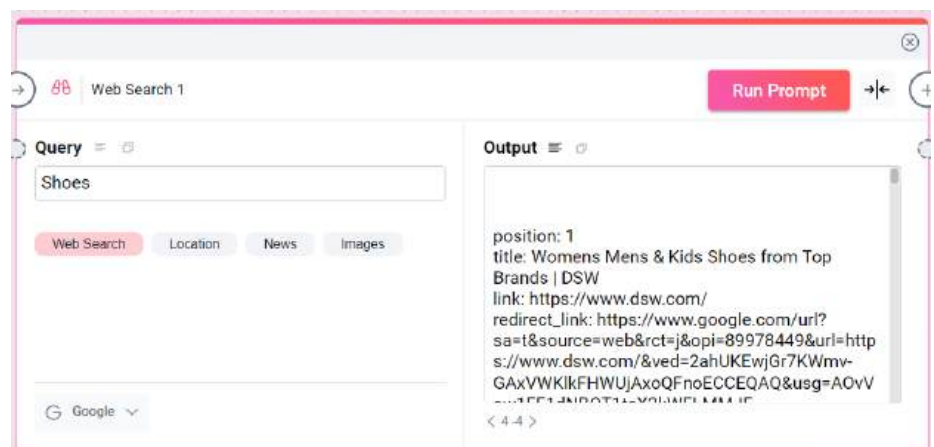 Web Search 1
Run Prompt
Query
Shoes
Web Search
Location
News
Images
Google
Output
position: 1
title: Womens Mens & Kids Shoes from Top
Brands | DSW
link: https://www.dsw.com/
redirect_link: https://www.google.com/url?
sa=t&source=web&rct=j&opi=89978449&url=http
s://www.dsw.com/&ved=2ahUKEwjGr7KWmv-
GAxVWKlkFHWUjAxoQFnoECCEQAQ&usg=AOvV
< 4-4 >